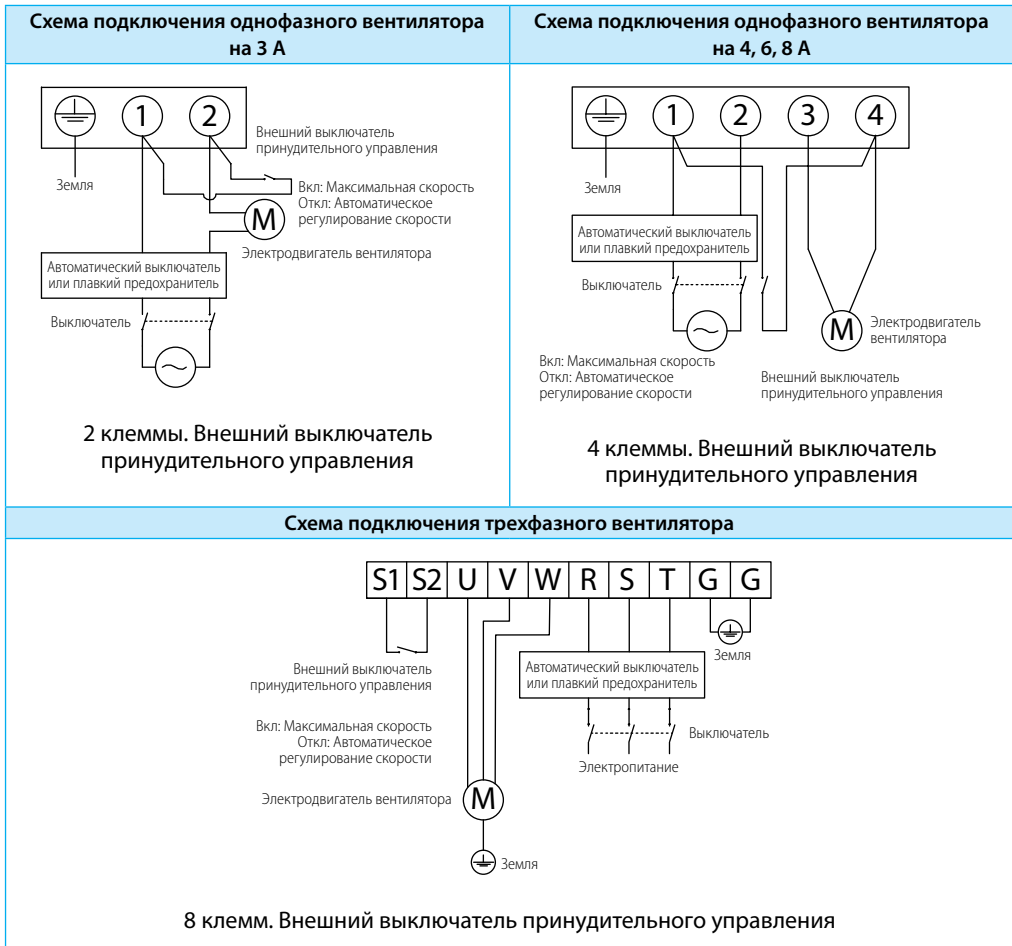 Схема подключения однофазного вентилятора
на 3 А
Схема подключения однофазного вентилятора
на 4, 6, 8 А
1 2
Внешний выключатель
принудительного управления
Земля
Вкл: Максимальная скорость
Откл: Автоматическое
регулирование скорости
M
Электродвигатель вентилятора
Автоматический выключатель
или плавкий предохранитель
Выключатель
2 клеммы. Внешний выключатель
принудительного управления
1 2 3 4
Земля
Автоматический выключатель
или плавкий предохранитель
Выключатель
M
Электродвигатель
вентилятора
Вкл: Максимальная скорость
Откл: Автоматическое
регулирование скорости
Внешний выключатель
принудительного управления
4 клеммы. Внешний выключатель
принудительного управления
Схема подключения трехфазного вентилятора
S1 S2 U V W R S T G G
Земля
Внешний выключатель
принудительного управления
Автоматический выключатель
или плавкий предохранитель
Вкл: Максимальная скорость
Откл: Автоматическое
регулирование скорости
Выключатель
Электропитание
Электродвигатель вентилятора
M
Земля
8 клемм. Внешний выключатель принудительного управления